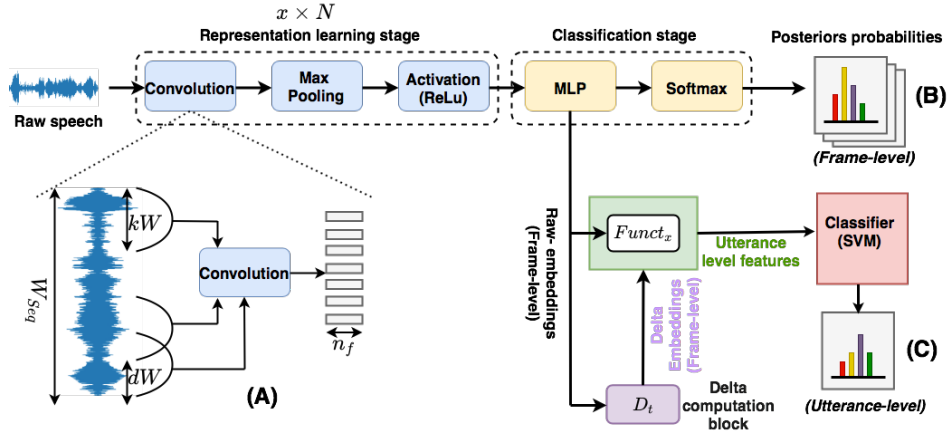 x × N
Representation learning stage
Classification stage
Posteriors probabilities
Raw speech
Convolution
Max
Pooling
Activation
(ReLu)
MLP
Softmax
(B)
(Frame-level)
W_Seq
kW
dW
Convolution
n_f
(A)
Raw- embeddings
(Frame-level)
Funct_x
Utterance
level features
Classifier
(SVM)
Delta
Embeddings
(Frame-level)
D_t
Delta
computation
block
(C)
(Utterance-level)